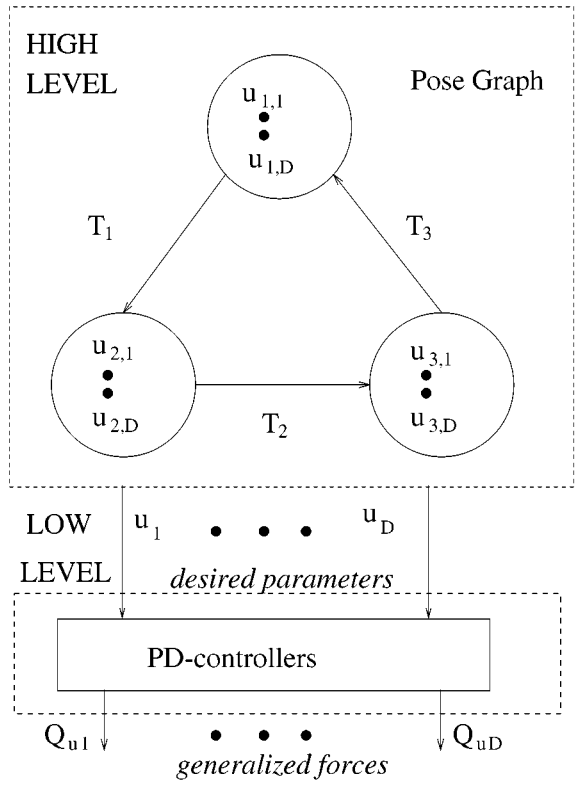 HIGH
LEVEL
Pose Graph
u1,1
u1,D
T1
T3
u2,1
u2,D
u3,1
u3,D
T2
LOW
LEVEL
u1
uD
desired parameters
PD-controllers
Qu1
QuD
generalized forces